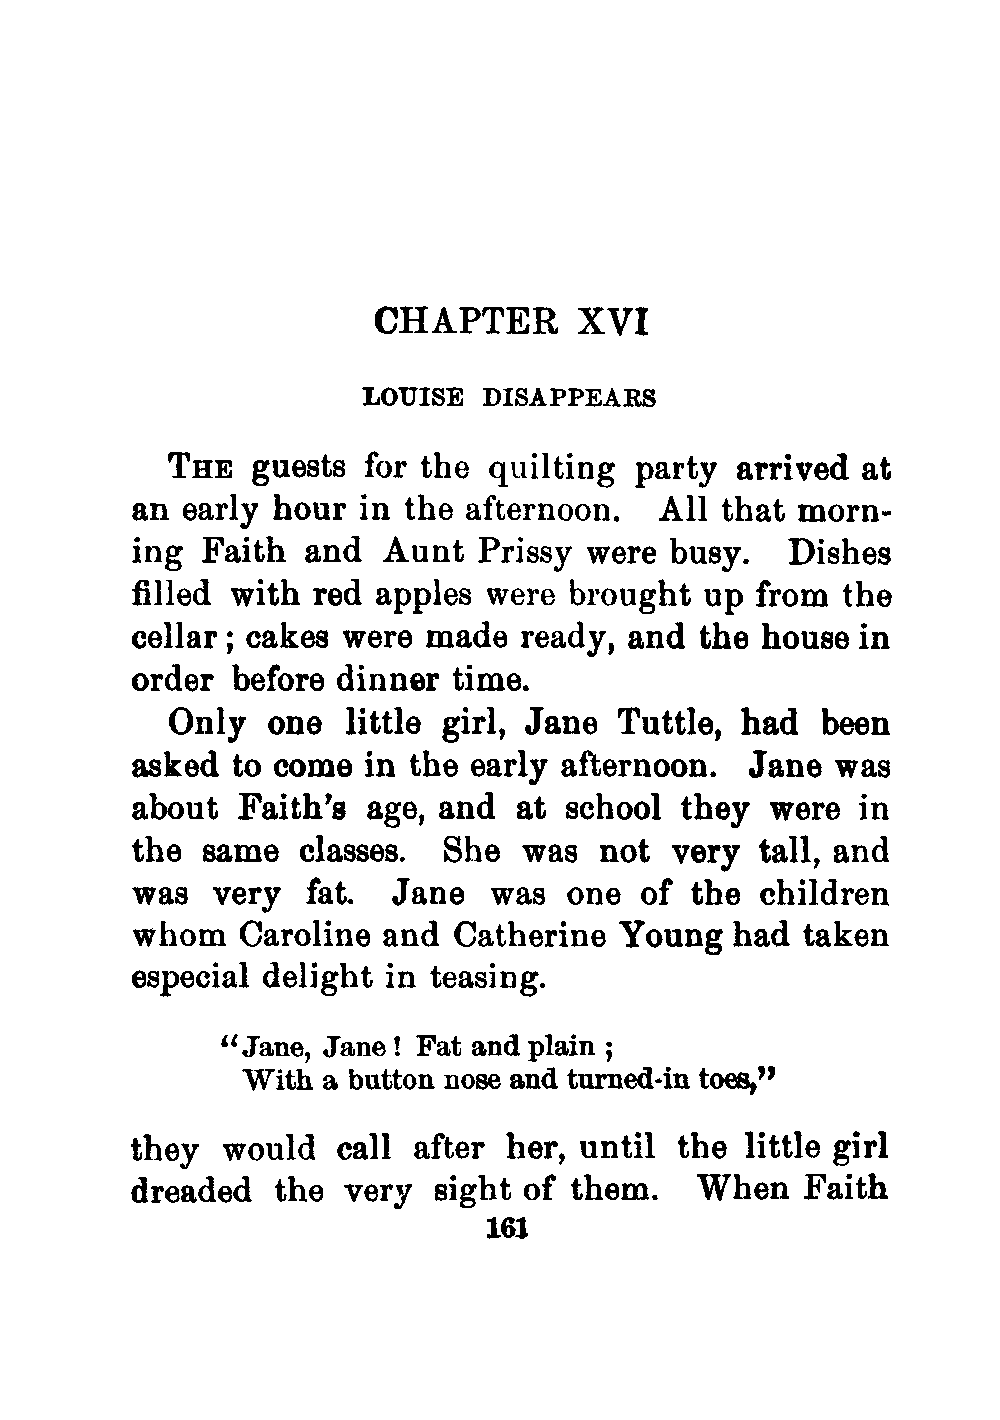 CHAPTER XVI
LOUISE DISAPPEARS
THE guests for the quilting party arrived at
an early hour in the afternoon. All that morn-
ing Faith and Aunt Prissy were busy. Dishes
filled with red apples were brought up from the
cellar; cakes were made ready, and the house in
order before dinner time.
Only one little girl, Jane Tuttle, had been
asked to come in the early afternoon. Jane was
about Faith's age, and at school they were in
the same classes. She was not very tall, and
was very fat. Jane was one of the children
whom Caroline and Catherine Young had taken
especial delight in teasing.
"Jane, Jane! Fat and plain;
With a button nose and turned-in toes,"
they would call after her, until the little girl
dreaded the very sight of them. When Faith
161